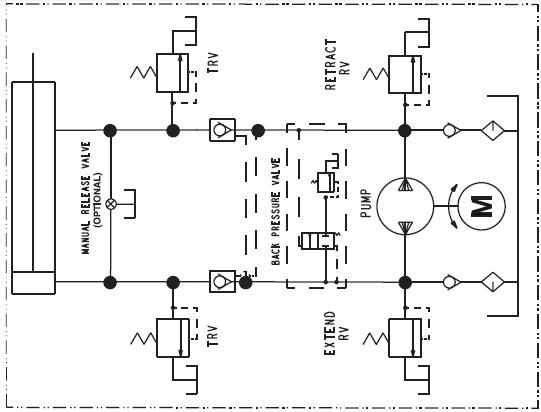 TRV
RETRACT
RV
MANUAL RELEASE VALVE
(OPTIONAL)
BACK PRESSURE VALVE
PUMP
M
TRV
EXTEND
RV